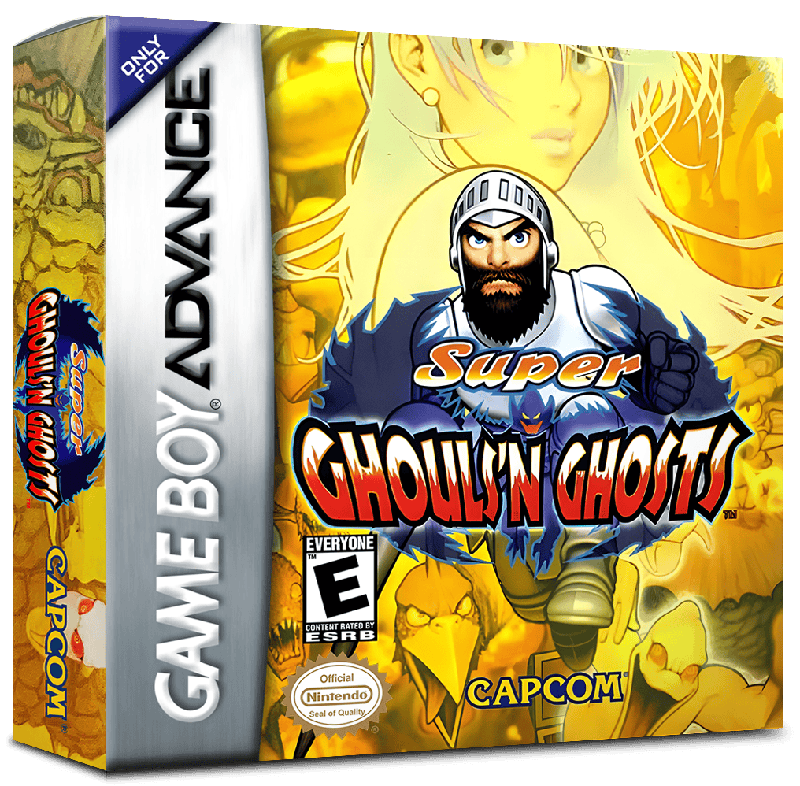 ONLY
FOR
GAME BOY ADVANCE
®
Super
GHOULS'N GHOSTS
™
EVERYONE
™
E
CONTENT RATED BY
ESRB
Official
Nintendo
Seal of Quality
®
CAPCOM
®
Super
GHOULS'N GHOSTS
CAPCOM
®